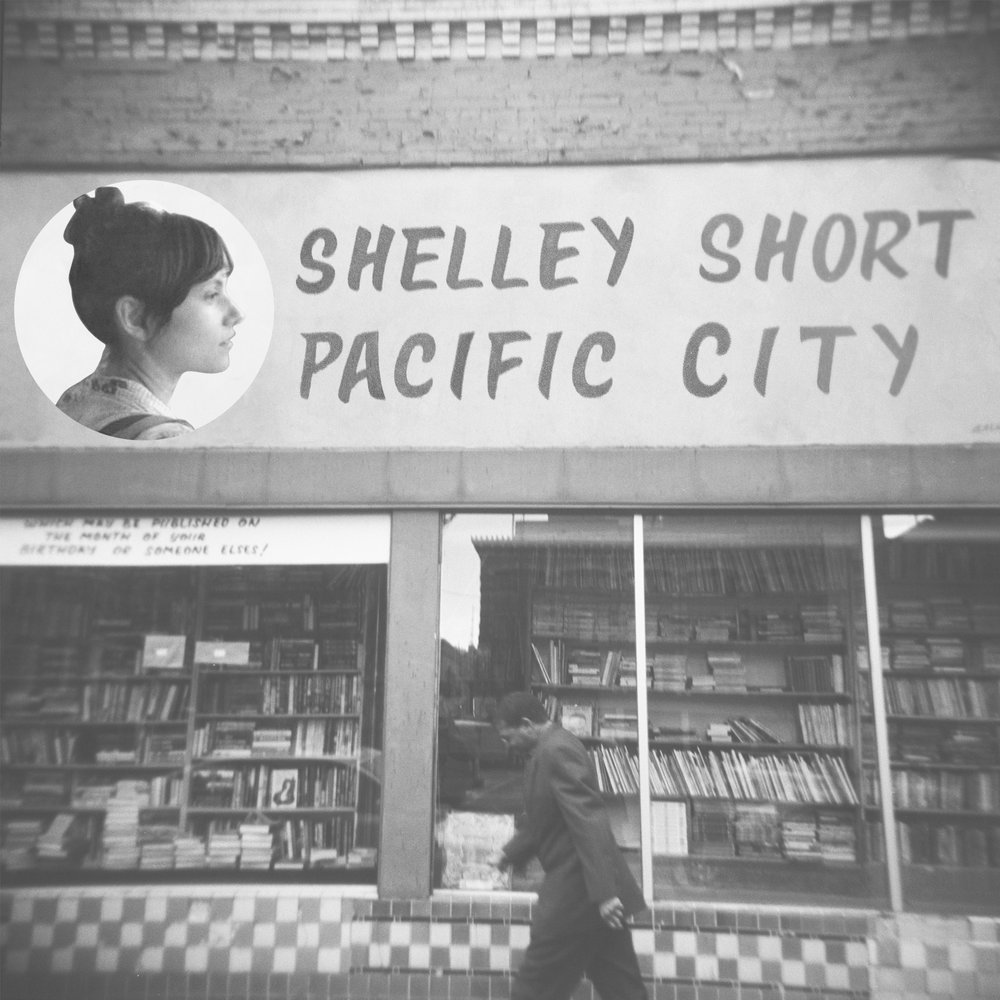 SHELLEY SHORT
PACIFIC CITY
WHICH MAY BE PUBLISHED ON
THE MONTH OF YOUR
BIRTHDAY OR SOMEONE ELSES!